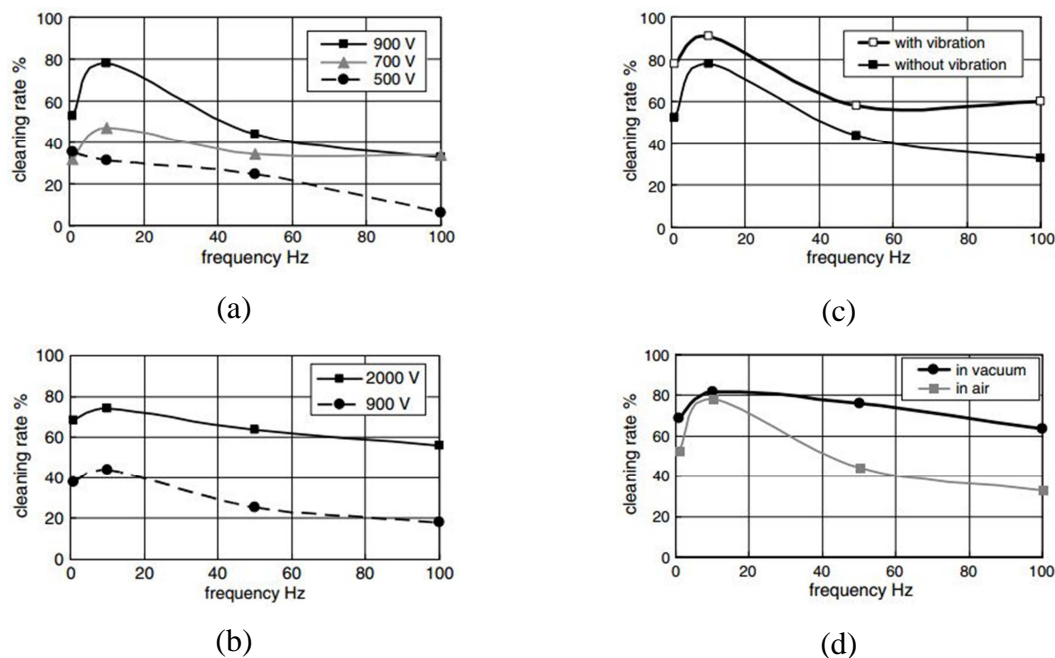 100
80
60
40
20
0
cleaning rate %
900 V
700 V
500 V
0 20 40 60 80 100
frequency Hz
(a)
100
80
60
40
20
0
cleaning rate %
2000 V
900 V
0 20 40 60 80 100
frequency Hz
(b)
100
80
60
40
20
0
cleaning rate %
with vibration
without vibration
0 20 40 60 80 100
frequency Hz
(c)
100
80
60
40
20
0
cleaning rate %
in vacuum
in air
0 20 40 60 80 100
frequency Hz
(d)